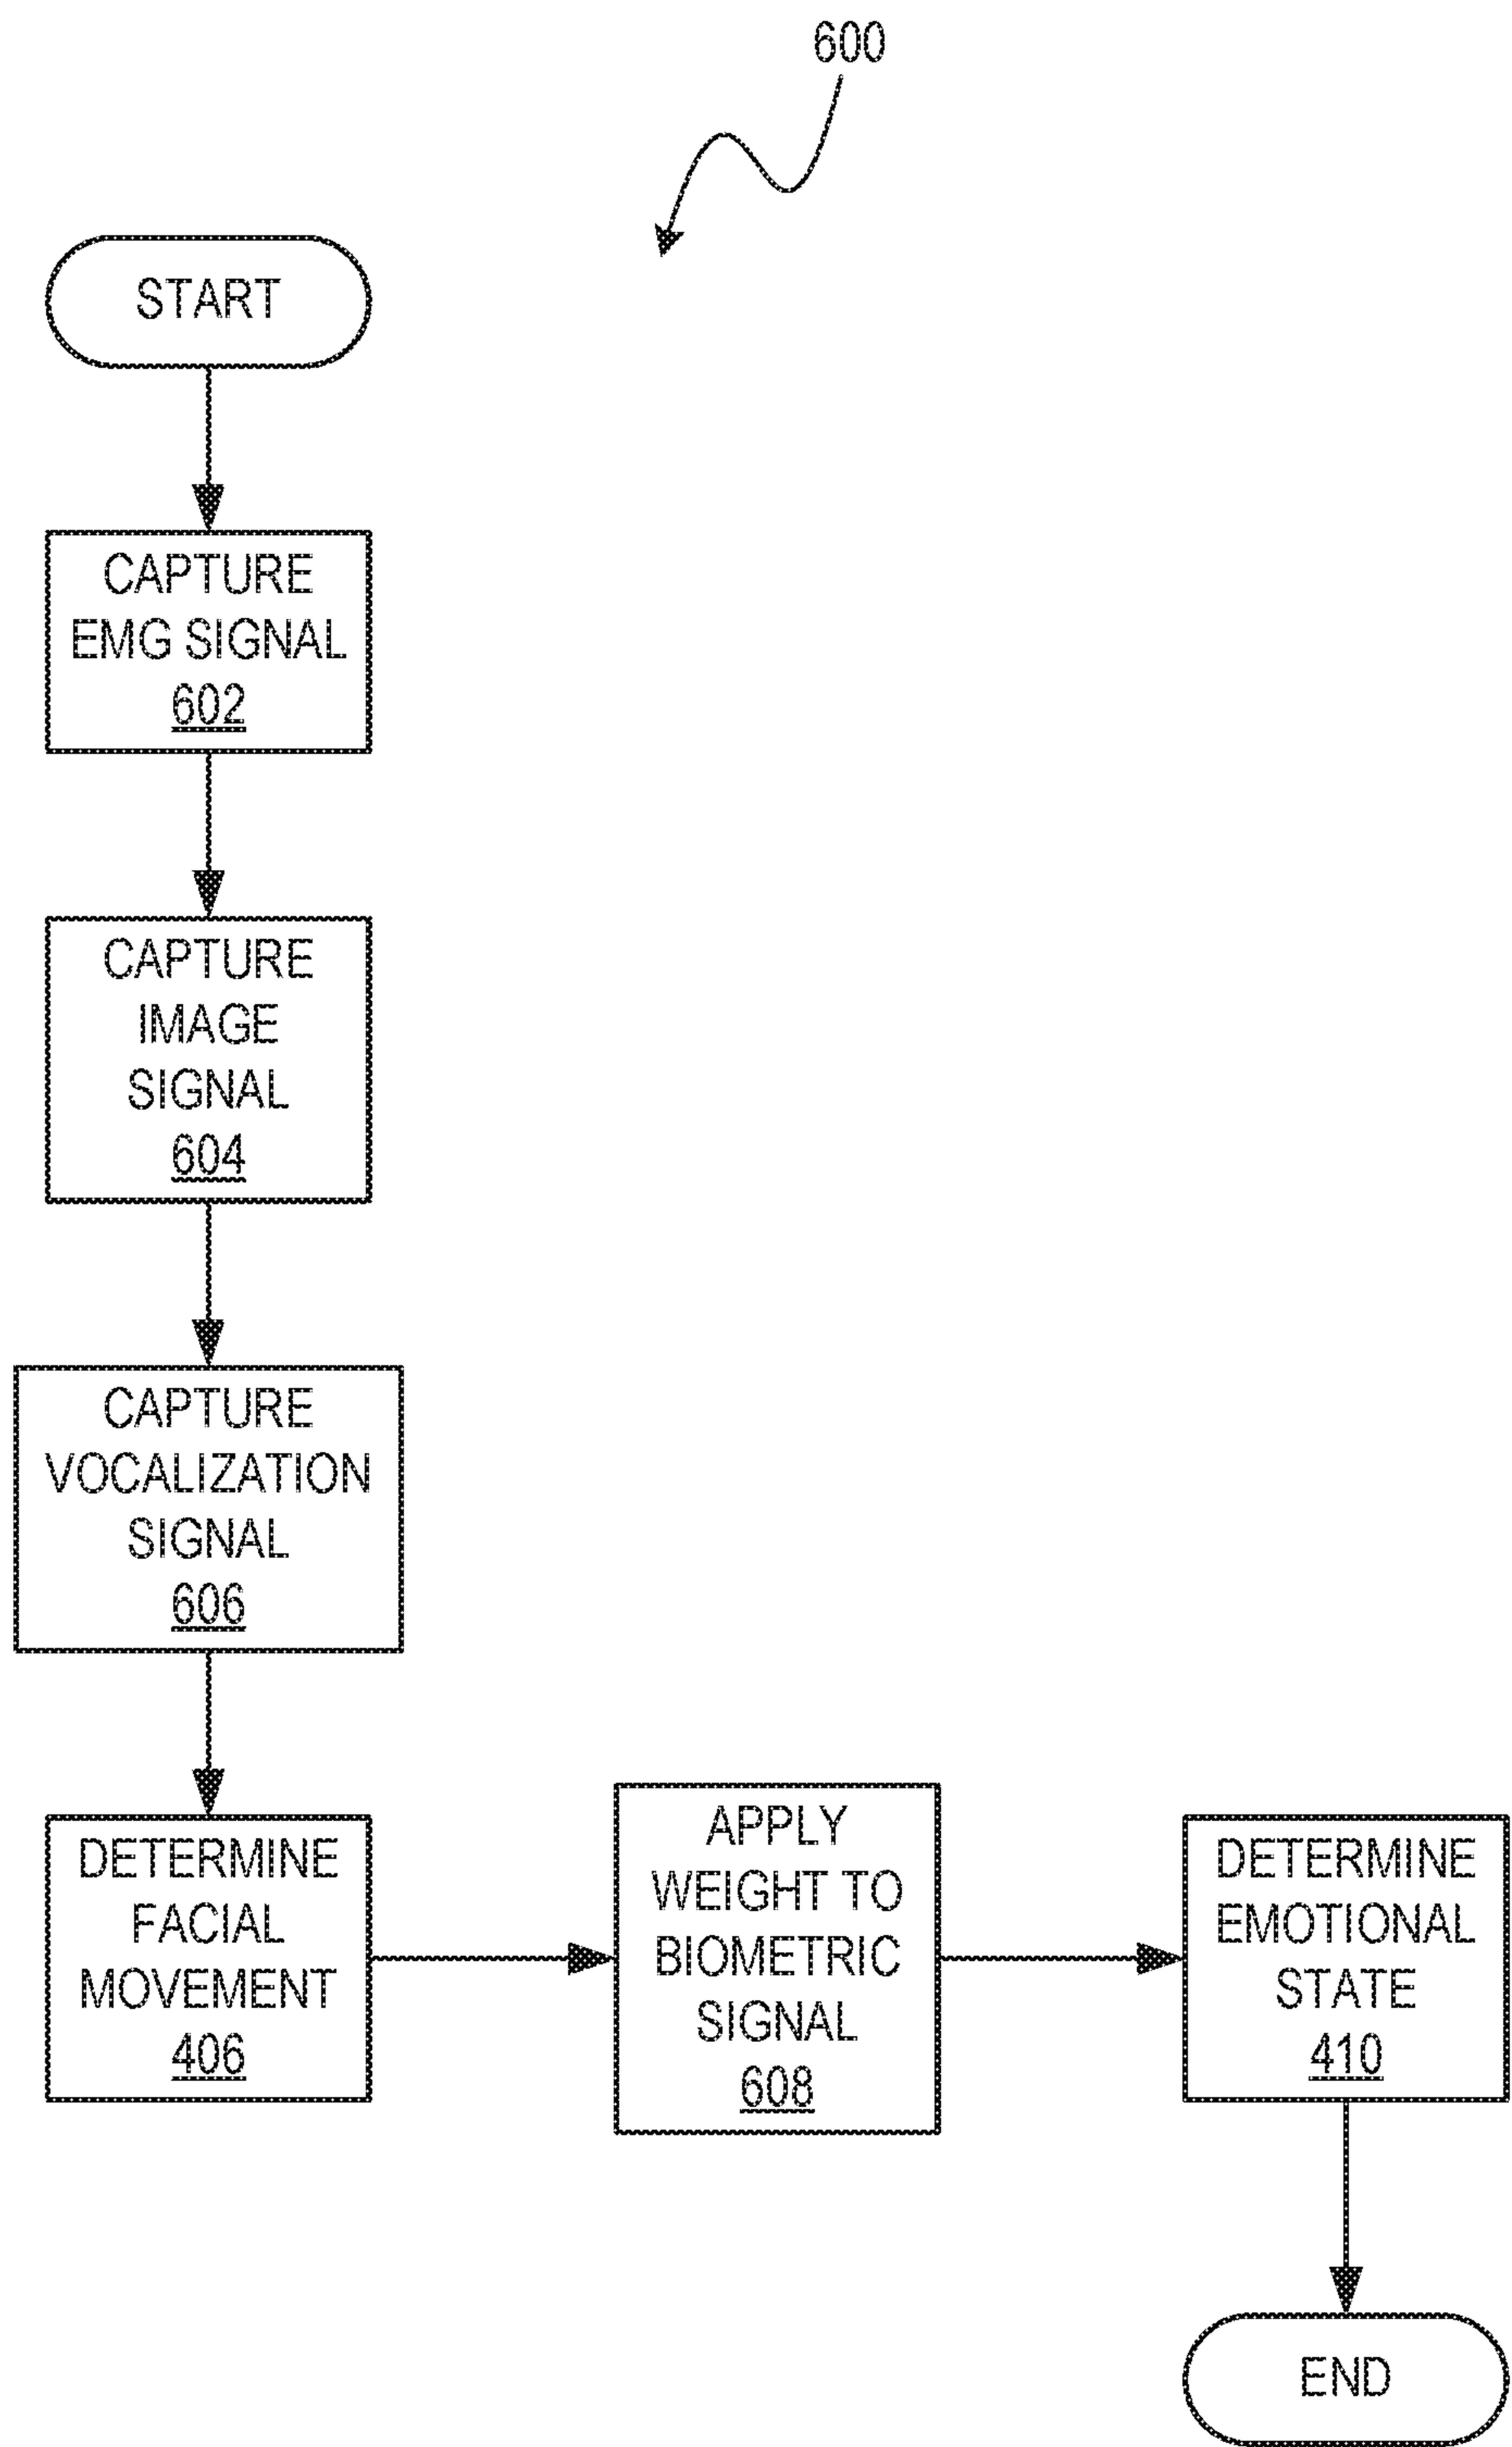 600
START
CAPTURE
EMG SIGNAL
602
CAPTURE
IMAGE
SIGNAL
604
CAPTURE
VOCALIZATION
SIGNAL
606
DETERMINE
FACIAL
MOVEMENT
406
APPLY
WEIGHT TO
BIOMETRIC
SIGNAL
608
DETERMINE
EMOTIONAL
STATE
410
END